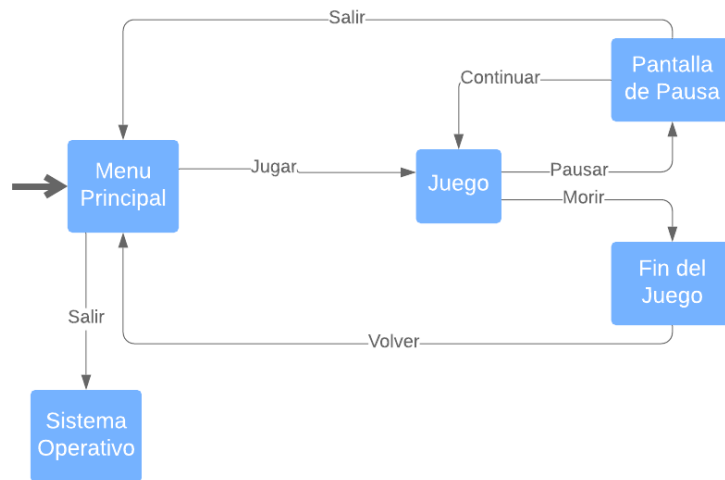 Salir
Pantalla
de Pausa
Continuar
Menu
Principal
Jugar
Juego
Pausar
Morir
Fin del
Juego
Salir
Volver
Sistema
Operativo